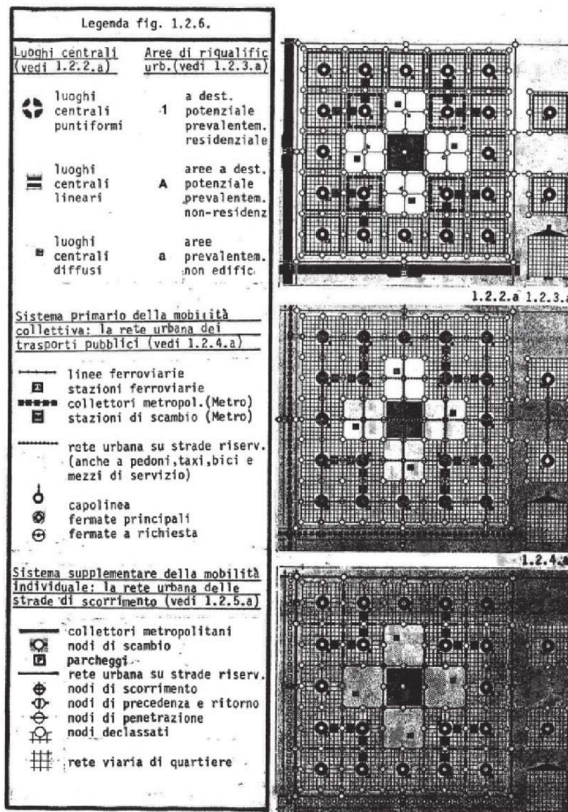 Legenda fig. 1.2.6.
Luoghi centrali
(vedi 1.2.2.a)
Aree di riqualific
urb.(vedi 1.2.3.a)
luoghi
centrali
puntiformi
1
a dest.
potenziale
prevalentem.
residenziale
luoghi
centrali
lineari
A
aree a dest.
potenziale
prevalentem.
non-residenz
luoghi
centrali
diffusi
a
aree
prevalentem.
non edific
Sistema primario della mobilità
collettiva: la rete urbana dei
trasporti pubblici (vedi 1.2.4.a)
linee ferroviarie
stazioni ferroviarie
collettori metropol.(Metro)
stazioni di scambio (Metro)
rete urbana su strade riserv.
(anche a pedoni,taxi,bici e
mezzi di servizio)
capolinea
fermate principali
fermate a richiesta
Sistema supplementare della mobilità
individuale: la rete urbana delle
strade di scorrimento (vedi 1.2.5.a)
collettori metropolitani
nodi di scambio
P parcheggi
rete urbana su strade riserv.
nodi di scorrimento
nodi di precedenza e ritorno
nodi di penetrazione
nodi declassati
rete viaria di quartiere
1.2.2.a 1.2.3.a
1.2.4.a